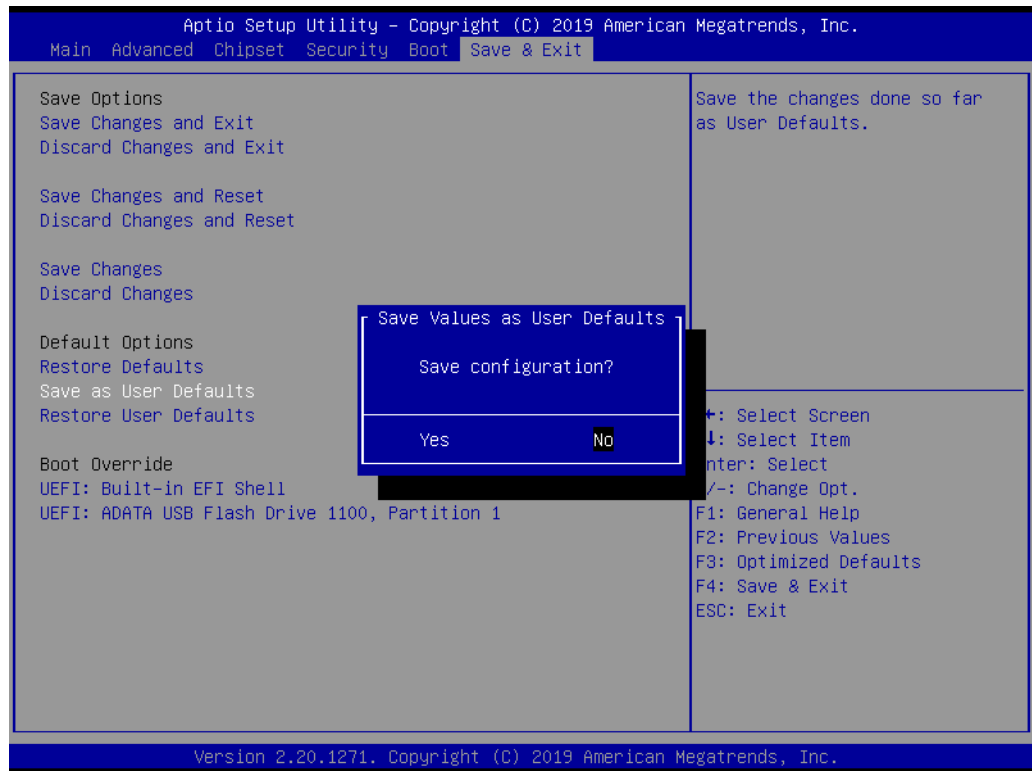 Aptio Setup Utility – Copyright (C) 2019 American Megatrends, Inc.
Main Advanced Chipset Security Boot Save & Exit
Save Options
Save Changes and Exit
Discard Changes and Exit
Save Changes and Reset
Discard Changes and Reset
Save Changes
Discard Changes
Default Options
Restore Defaults
Save as User Defaults
Restore User Defaults
Boot Override
UEFI: Built-in EFI Shell
UEFI: ADATA USB Flash Drive 1100, Partition 1
Save Values as User Defaults
Save configuration?
Yes No
Save the changes done so far
as User Defaults.
: Select Screen
: Select Item
nter: Select
/-: Change Opt.
F1: General Help
F2: Previous Values
F3: Optimized Defaults
F4: Save & Exit
ESC: Exit
Version 2.20.1271. Copyright (C) 2019 American Megatrends, Inc.